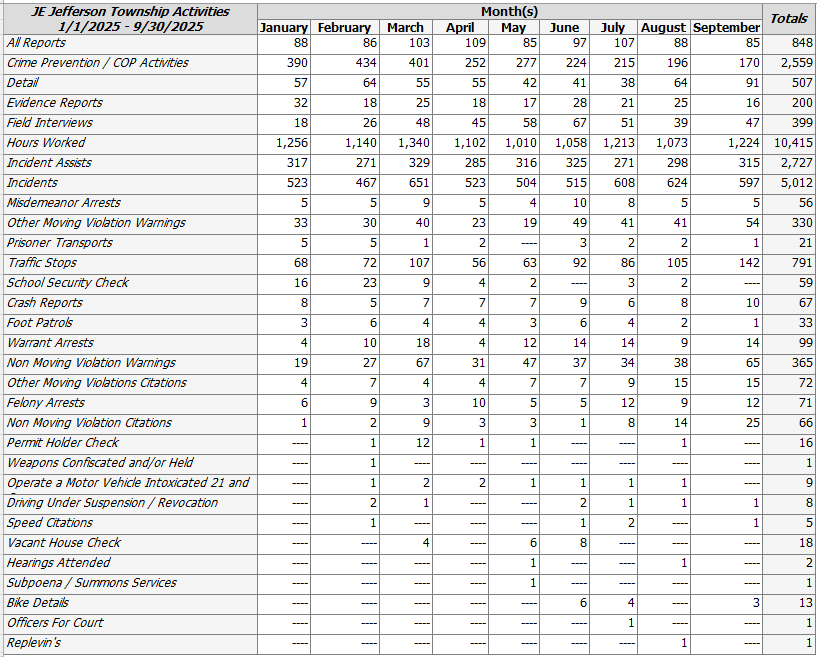 JE Jefferson Township Activities Month(s) Totals
1/1/2025 - 9/30/2025 January February March April May June July August September
All Reports 88 86 103 109 85 97 107 88 85 848
Crime Prevention / COP Activities 390 434 401 252 277 224 215 196 170 2,559
Detail 57 64 55 55 42 41 38 64 91 507
Evidence Reports 32 18 25 18 17 28 21 25 16 200
Field Interviews 18 26 48 45 58 67 51 39 47 399
Hours Worked 1,256 1,140 1,340 1,102 1,010 1,058 1,213 1,073 1,224 10,415
Incident Assists 317 271 329 285 316 325 271 298 315 2,727
Incidents 523 467 651 523 504 515 608 624 597 5,012
Misdemeanor Arrests 5 5 9 5 4 10 8 5 5 56
Other Moving Violation Warnings 33 30 40 23 19 49 41 41 54 330
Prisoner Transports 5 5 1 2 ---- 3 2 2 1 21
Traffic Stops 68 72 107 56 63 92 86 105 142 791
School Security Check 16 23 9 4 2 ---- 3 2 ---- 59
Crash Reports 8 5 7 7 7 9 6 8 10 67
Foot Patrols 3 6 4 4 3 6 4 2 1 33
Warrant Arrests 4 10 18 4 12 14 14 9 14 99
Non Moving Violation Warnings 19 27 67 31 47 37 34 38 65 365
Other Moving Violations Citations 4 7 4 4 7 7 9 15 15 72
Felony Arrests 6 9 3 10 5 5 12 9 12 71
Non Moving Violation Citations 1 2 9 3 3 1 8 14 25 66
Permit Holder Check ---- 1 12 1 1 ---- ---- 1 ---- 16
Weapons Confiscated and/or Held ---- 1 ---- ---- ---- ---- ---- ---- ---- 1
Operate a Motor Vehicle Intoxicated 21 and ---- 1 2 2 1 1 1 1 ---- 9
Driving Under Suspension / Revocation ---- 2 1 ---- ---- 2 1 1 1 8
Speed Citations ---- 1 ---- ---- ---- 1 2 ---- 1 5
Vacant House Check ---- ---- 4 ---- 6 8 ---- ---- ---- 18
Hearings Attended ---- ---- ---- ---- 1 ---- ---- 1 ---- 2
Subpoena / Summons Services ---- ---- ---- ---- 1 ---- ---- ---- ---- 1
Bike Details ---- ---- ---- ---- ---- 6 4 ---- 3 13
Officers For Court ---- ---- ---- ---- ---- ---- 1 ---- ---- 1
Replevin's ---- ---- ---- ---- ---- ---- ---- 1 ---- 1